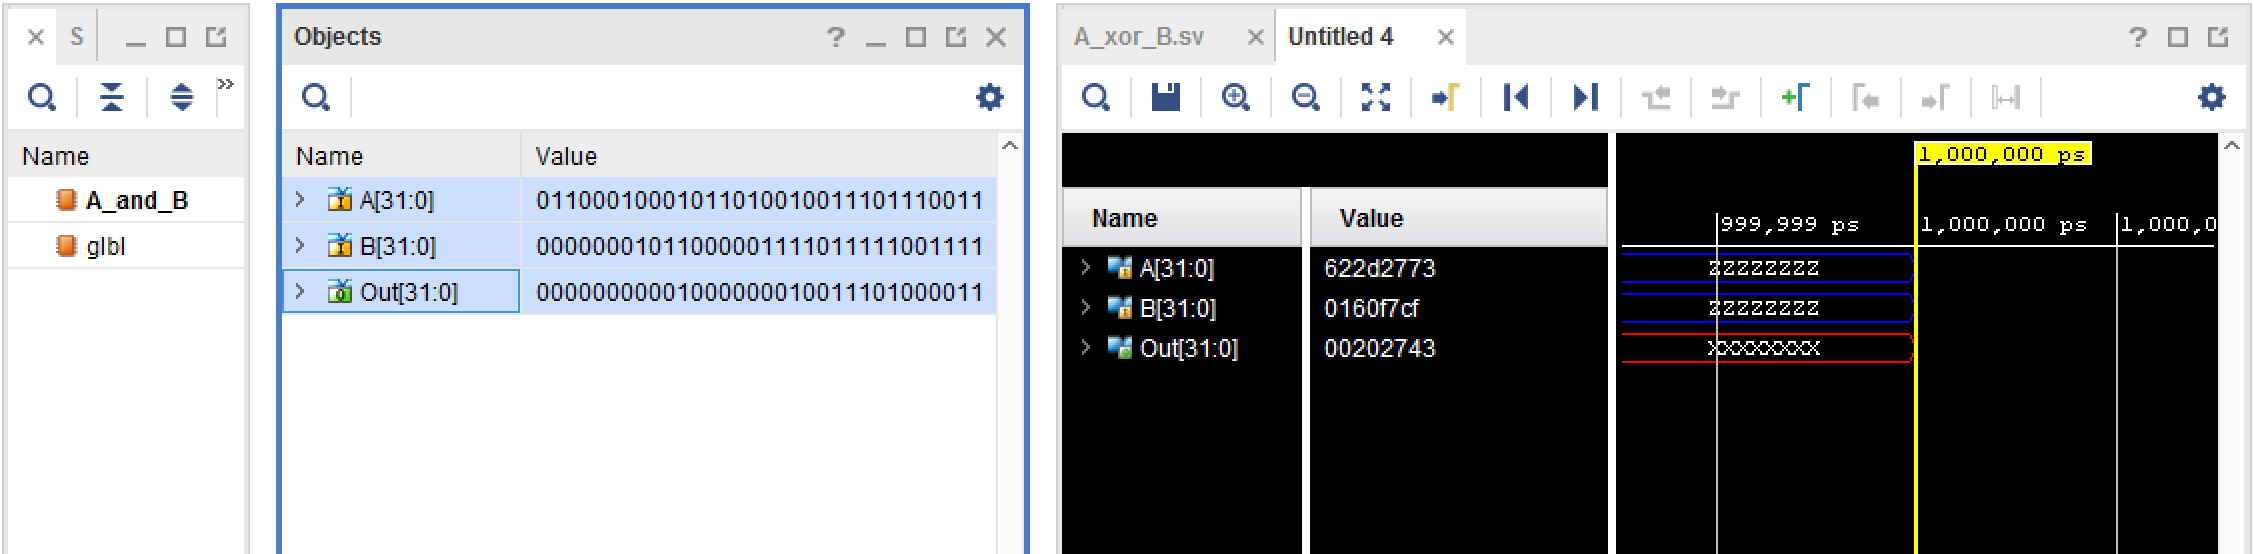 S
Name
A_and_B
glbl
Objects
Name Value
A[31:0] 01100010001011010010011101110011
B[31:0] 00000001011000001111011111001111
Out[31:0] 00000000001000000010011101000011
A_xor_B.sv Untitled 4
1,000,000 ps
Name Value 999,999 ps 1,000,000 ps 1,000,0
A[31:0] 622d2773 ZZZZZZZZ
B[31:0] 0160f7cf ZZZZZZZZ
Out[31:0] 00202743 XXXXXXXX